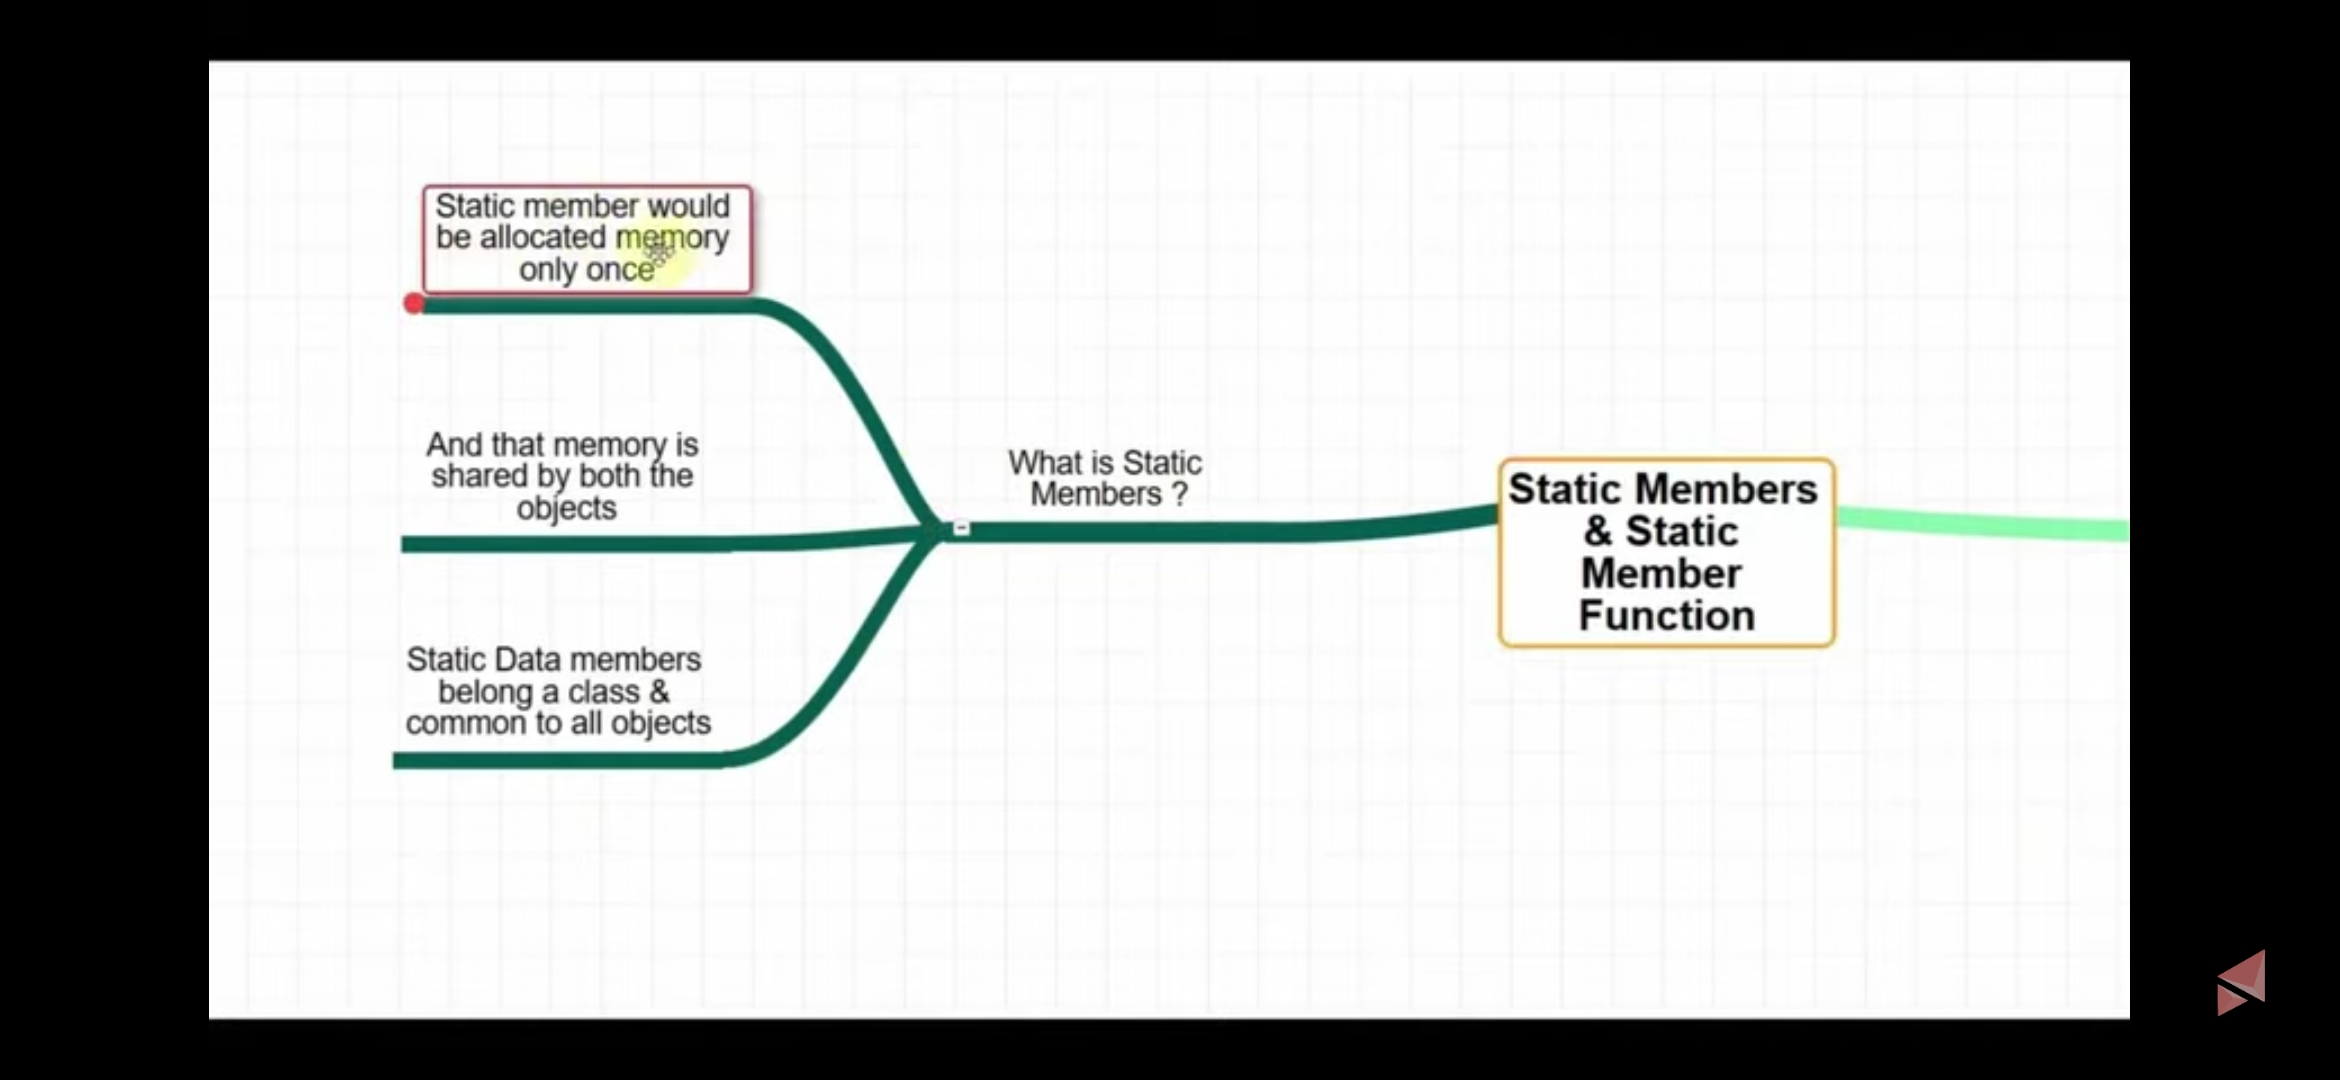 Static member would
be allocated memory
only once
And that memory is
shared by both the
objects
Static Data members
belong a class &
common to all objects
What is Static
Members ?
Static Members
& Static
Member
Function